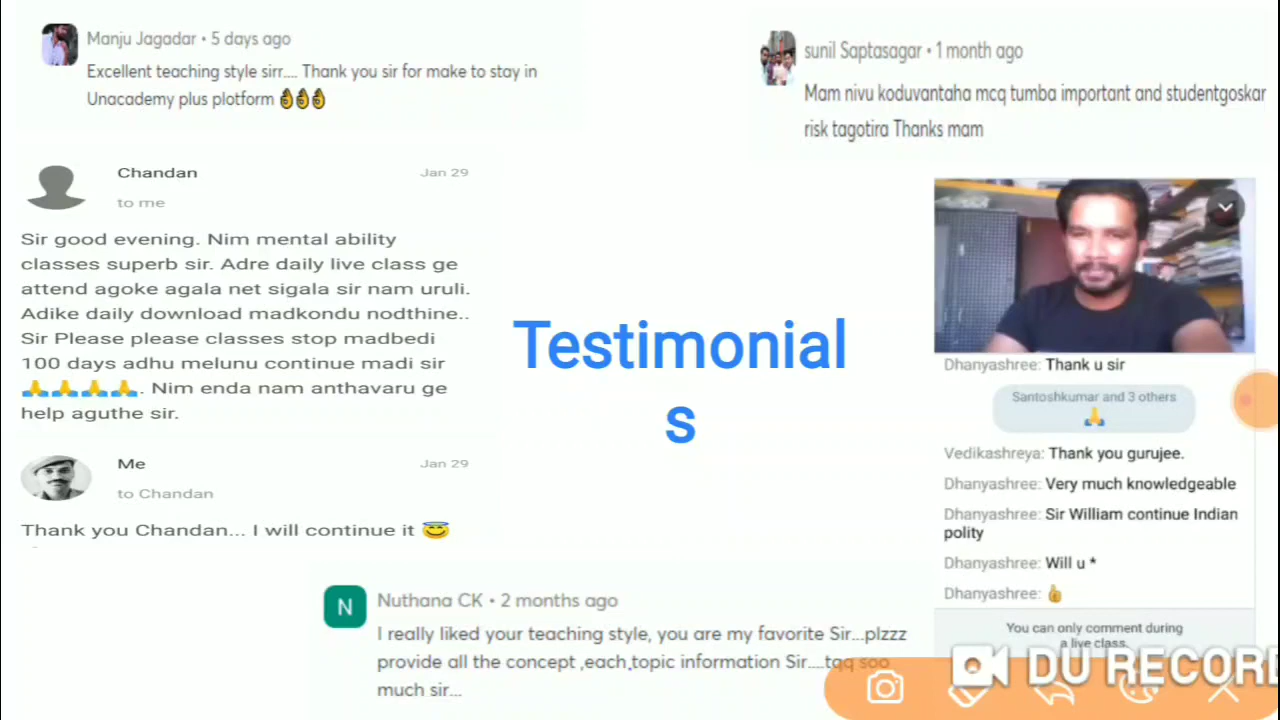 Manju Jagadar • 5 days ago
Excellent teaching style sirr.... Thank you sir for make to stay in
Unacademy plus plotform 👌👌👌
sunil Saptasagar • 1 month ago
Mam nivu koduvantaha mcq tumba important and studentgoskar
risk tagotira Thanks mam
Chandan
Jan 29
to me
Sir good evening. Nim mental ability
classes superb sir. Adre daily live class ge
attend agoke agala net sigala sir nam uruli.
Adike daily download madkondu nodthine..
Sir Please please classes stop madbedi
100 days adhu melunu continue madi sir
🙏🙏🙏🙏. Nim enda nam anthavaru ge
help aguthe sir.
Me
Jan 29
to Chandan
Thank you Chandan... I will continue it 😇
Testimonial
s
Dhanyashree: Thank u sir
Santoshkumar and 3 others
🙏
Vedikashreya: Thank you gurujee.
Dhanyashree: Very much knowledgeable
Dhanyashree: Sir William continue Indian
polity
Dhanyashree: Will u *
Dhanyashree: 👍
You can only comment during
a live class.
N
Nuthana CK • 2 months ago
I really liked your teaching style, you are my favorite Sir...plzzz
provide all the concept ,each,topic information Sir....tqq soo
much sir...
DU RECORD